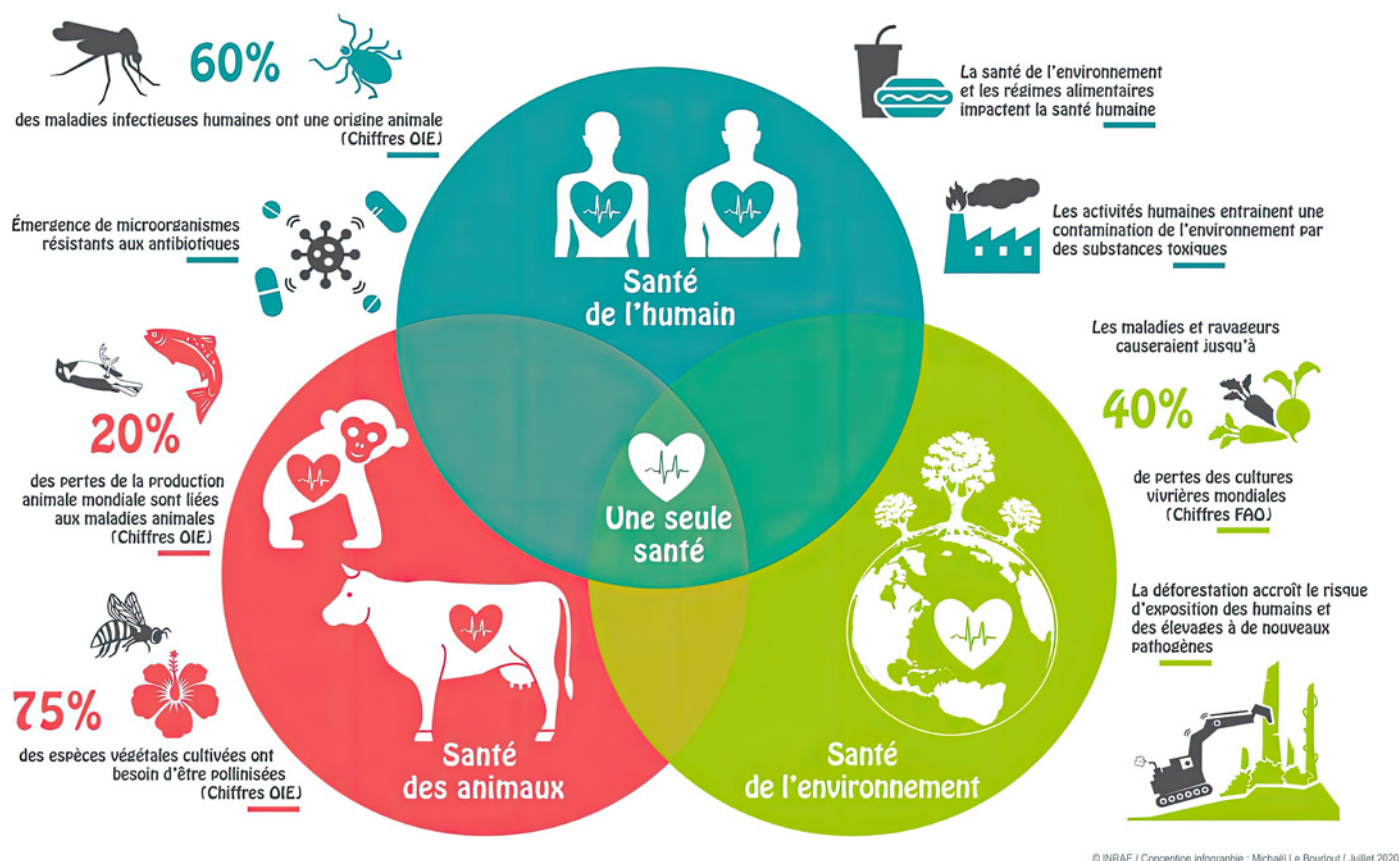 60%
des maladies infectieuses humaines ont une origine animale
(Chiffres OIE)
Émergence de microorganismes
résistants aux antibiotiques
20%
des pertes de la production
animale mondiale sont liées
aux maladies animales
(Chiffres OIE)
75%
des espèces végétales cultivées ont
besoin d'être pollinisées
(Chiffres OIE)
Santé
de l'humain
Une seule
santé
Santé
des animaux
Santé
de l'environnement
La santé de l'environnement
et les régimes alimentaires
impactent la santé humaine
Les activités humaines entrainent une
contamination de l'environnement par
des substances toxiques
Les maladies et ravageurs
causeraient jusqu'à
40%
de pertes des cultures
vivrières mondiales
(Chiffres FAO)
La déforestation accroît le risque
d'exposition des humains et
des élevages à de nouveaux
pathogènes
© INRAE / Conception infographie : Michaël Le Bourlout / Juillet 2020